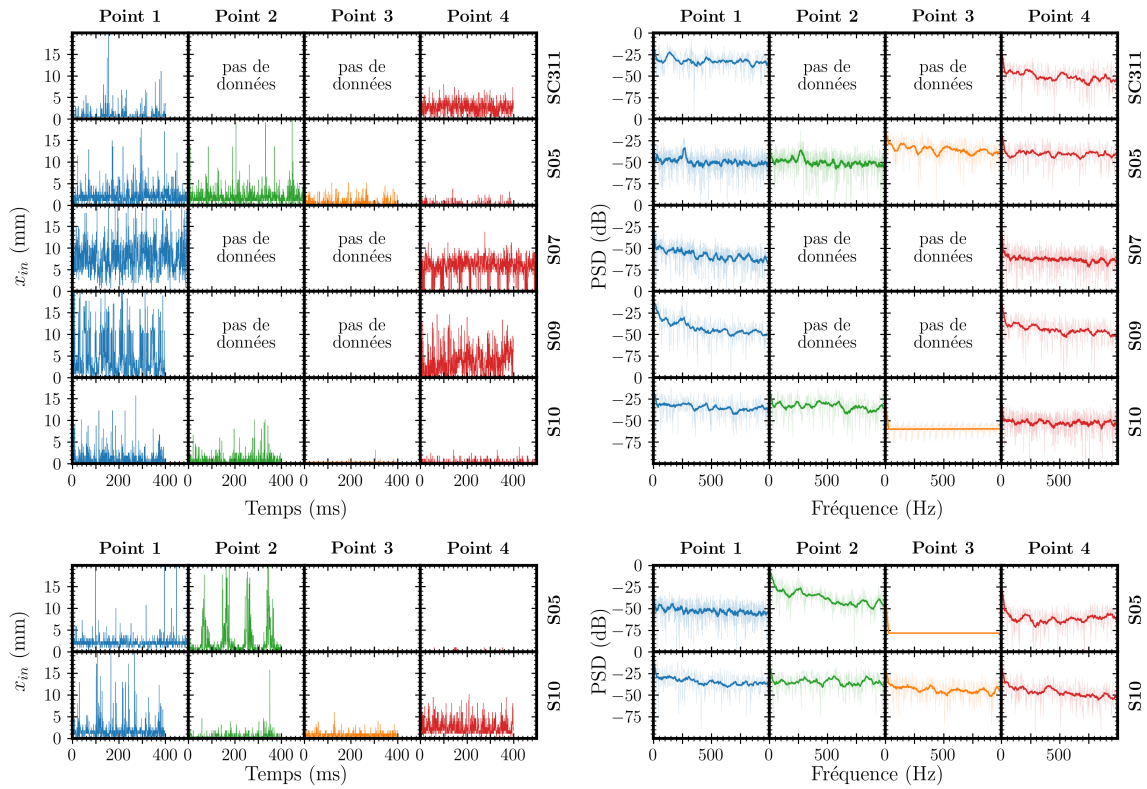 Point 1 Point 2 Point 3 Point 4
15
10
5
0
pas de
données
pas de
données
SC311
15
10
5
0
S05
15
10
5
0
pas de
données
pas de
données
S07
15
10
5
0
pas de
données
pas de
données
S09
15
10
5
0
S10
x_in (mm)
0 200 400 0 200 400 0 200 400 0 200 400
Temps (ms)
Point 1 Point 2 Point 3 Point 4
0
−25
−50
−75
pas de
données
pas de
données
SC311
−25
−50
−75
S05
−25
−50
−75
pas de
données
pas de
données
S07
−25
−50
−75
pas de
données
pas de
données
S09
−25
−50
−75
S10
PSD (dB)
0 500 0 500 0 500 0 500
Fréquence (Hz)
Point 1 Point 2 Point 3 Point 4
15
10
5
0
S05
15
10
5
0
S10
x_in (mm)
0 200 400 0 200 400 0 200 400 0 200 400
Temps (ms)
Point 1 Point 2 Point 3 Point 4
0
−25
−50
−75
S05
−25
−50
−75
S10
PSD (dB)
0 500 0 500 0 500 0 500
Fréquence (Hz)